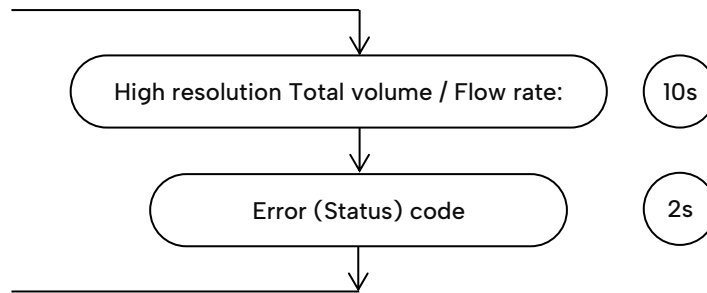 High resolution Total volume / Flow rate:
10s
Error (Status) code
2s